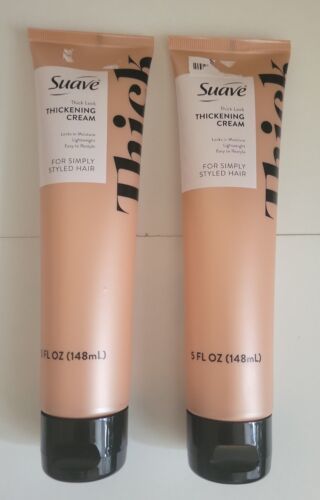 Suave
Thick Look
THICKENING
CREAM
Locks in Moisture
Lightweight
Easy to Restyle
FOR SIMPLY
STYLED HAIR
Thick
FL OZ (148mL)
Suave
Thick Look
THICKENING
CREAM
Locks in Moisture
Lightweight
Easy to Restyle
FOR SIMPLY
STYLED HAIR
Thick
5 FL OZ (148mL)